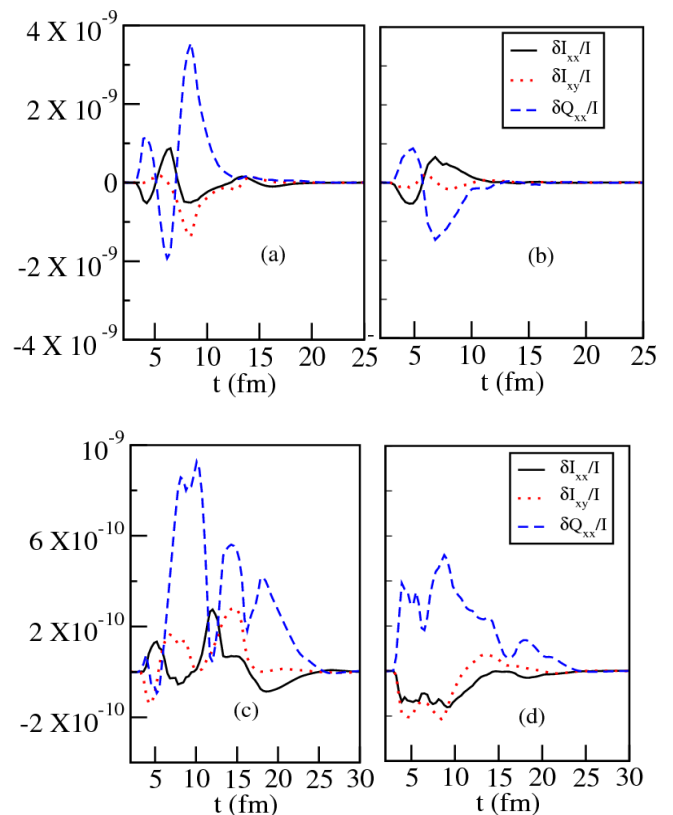 4 X 10⁻⁹
2 X 10⁻⁹
0
-2 X 10⁻⁹
-4 X 10⁻⁹
(a)
5 10 15 20 25
t (fm)
δI_xx/I
δI_xy/I
δQ_xx/I
(b)
-
5 10 15 20 25
t (fm)
10⁻⁹
6 X10⁻¹⁰
2 X10⁻¹⁰
-2 X10⁻¹⁰
(c)
5 10 15 20 25 30
t (fm)
δI_xx/I
δI_xy/I
δQ_xx/I
(d)
5 10 15 20 25 30
t (fm)